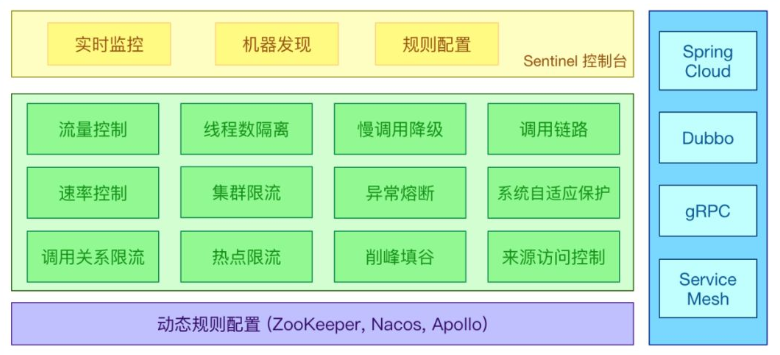 实时监控
机器发现
规则配置
Sentinel 控制台
流量控制
线程数隔离
慢调用降级
调用链路
速率控制
集群限流
异常熔断
系统自适应保护
调用关系限流
热点限流
削峰填谷
来源访问控制
动态规则配置 (ZooKeeper, Nacos, Apollo)
Spring
Cloud
Dubbo
gRPC
Service
Mesh